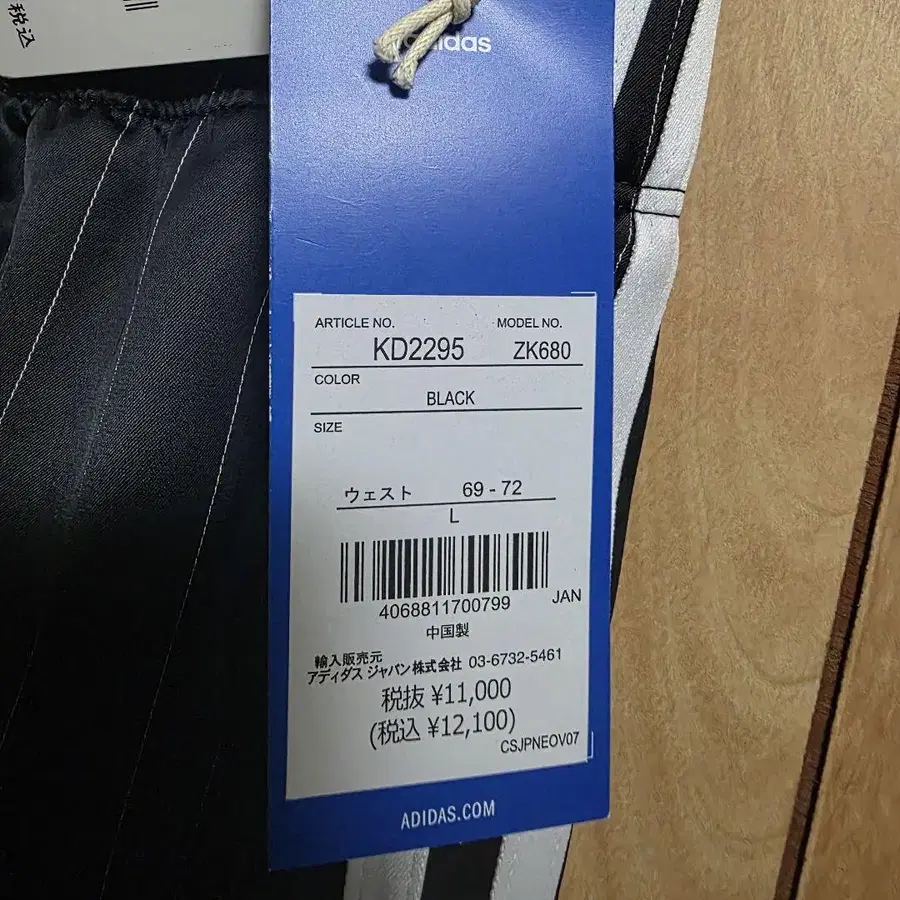 税込
adidas
ARTICLE NO. MODEL NO.
KD2295 ZK680
COLOR
BLACK
SIZE
ウェスト 69 - 72
L
4068811700799 JAN
中国製
輸入販売元
アディダス ジャパン株式会社 03-6732-5461
税抜 ¥11,000
(税込 ¥12,100)
CSJPNEOV07
ADIDAS.COM